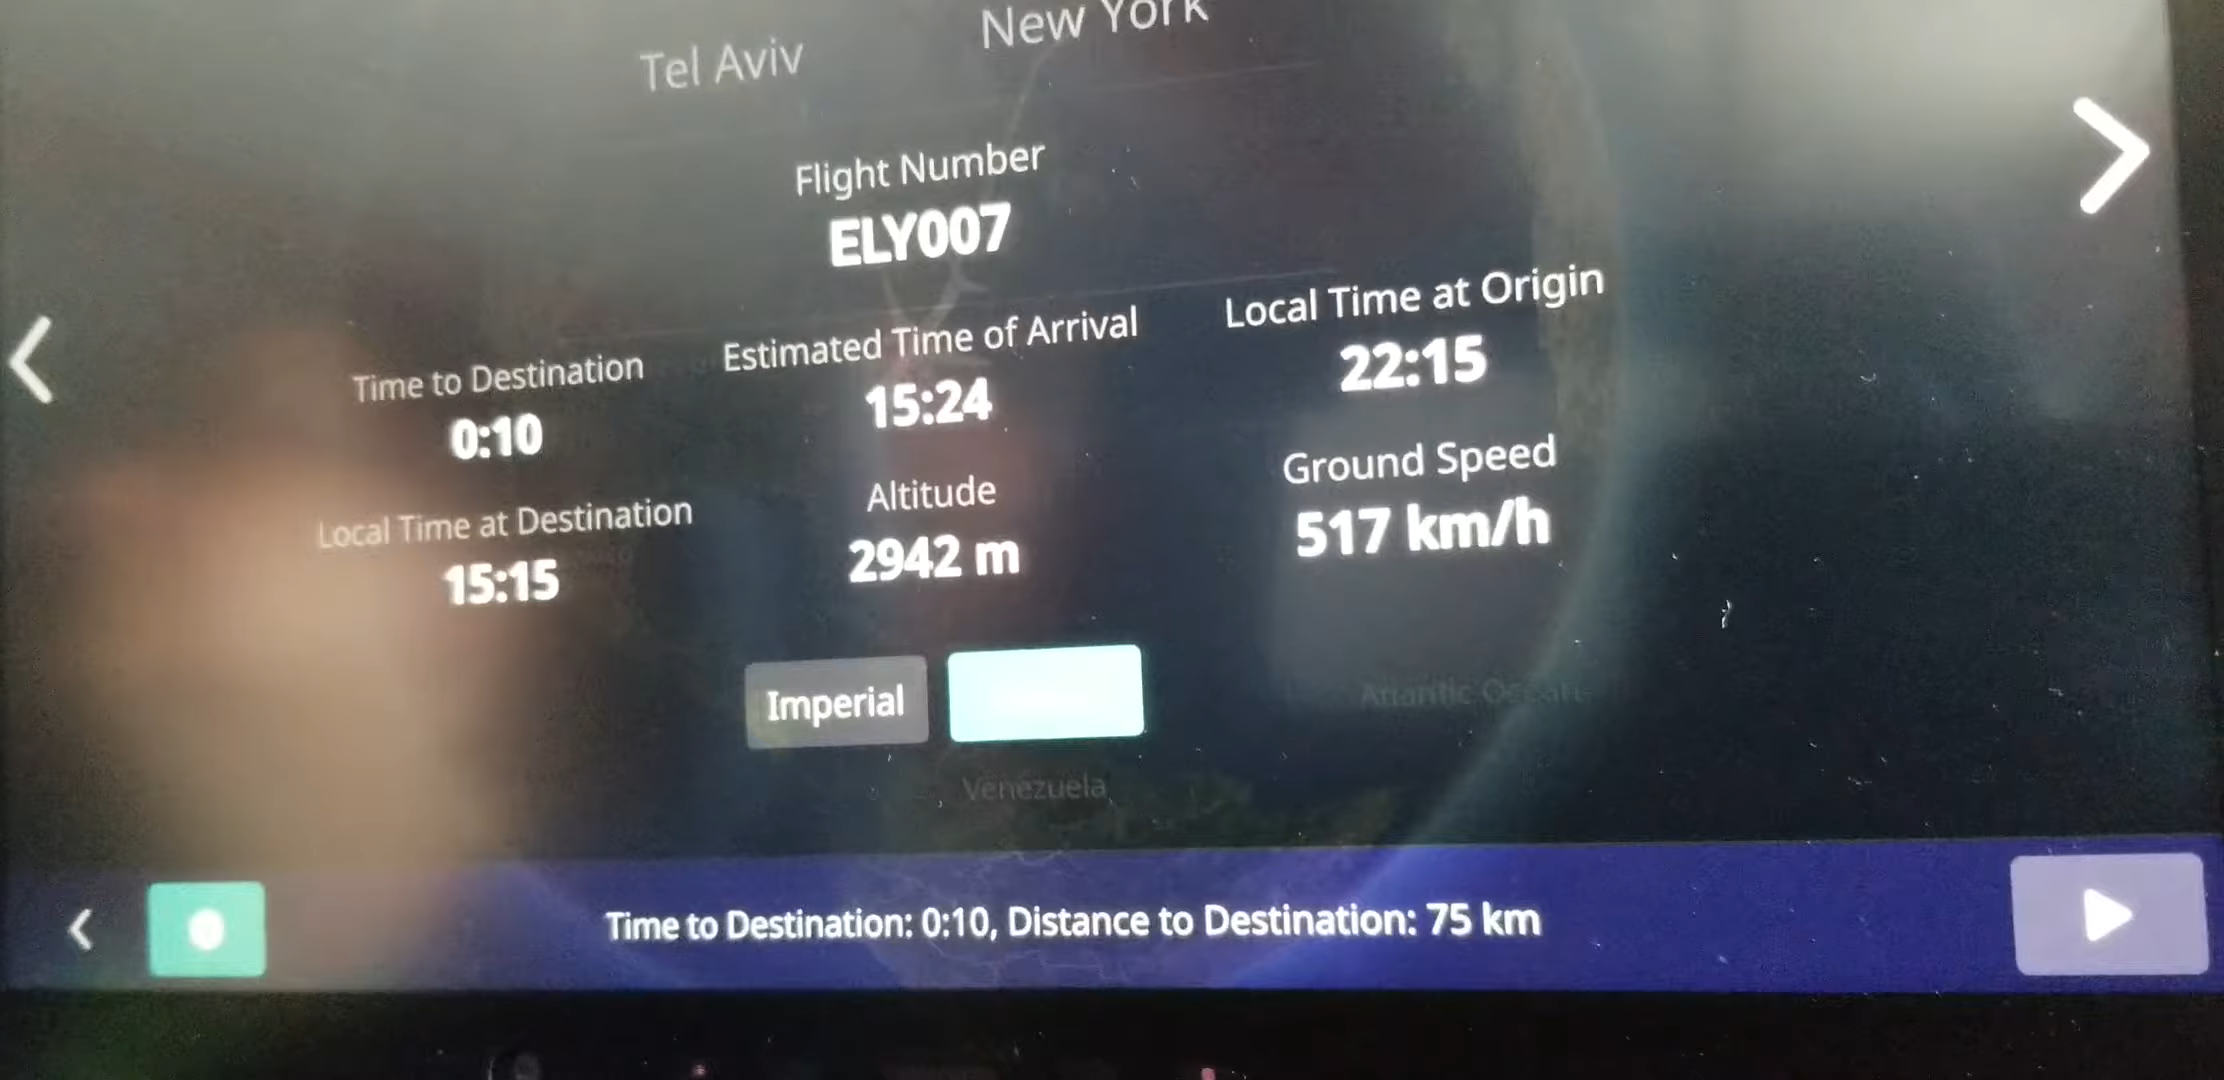 Tel Aviv
New York
Flight Number
ELY007
Time to Destination
0:10
Estimated Time of Arrival
15:24
Local Time at Origin
22:15
Local Time at Destination
15:15
Altitude
2942 m
Ground Speed
517 km/h
Imperial
Atlantic Ocean
Venezuela
Time to Destination: 0:10, Distance to Destination: 75 km